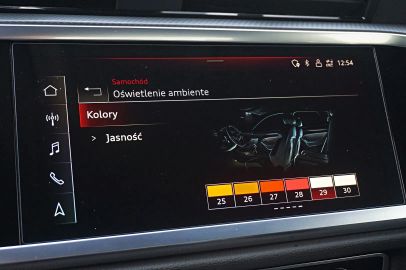 12:54
Samochód
Oświetlenie ambiente
Kolory
> Jasność
25 26 27 28 29 30